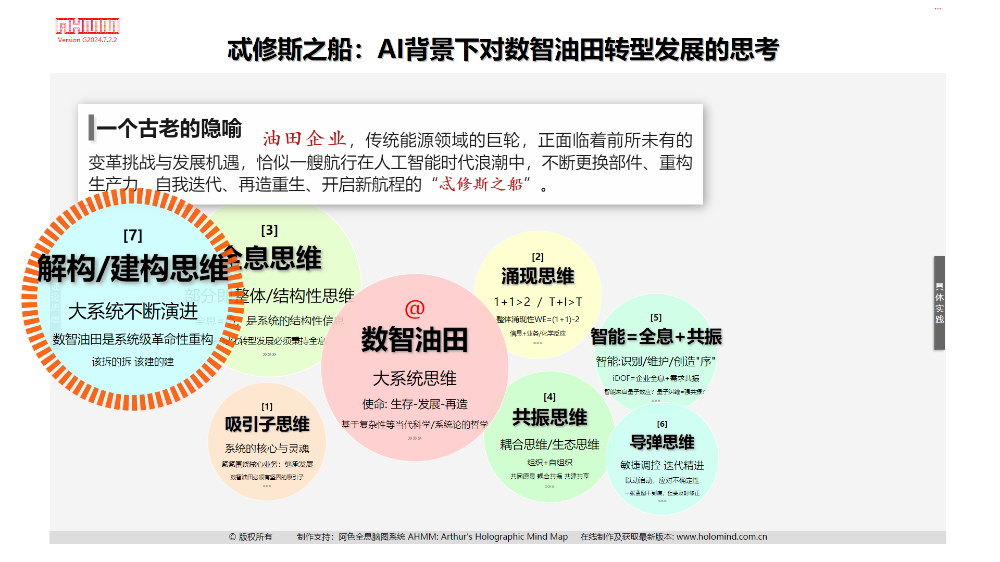 ...
AHMM
Version G2024.7.2.2
忒修斯之船：AI背景下对数智油田转型发展的思考
一个古老的隐喻
油田企业，传统能源领域的巨轮，正面临着前所未有的
变革挑战与发展机遇，恰似一艘航行在人工智能时代浪潮中，不断更换部件、重构
生产力，自我迭代、再造重生、开启新航程的“忒修斯之船”。
[7]
解构/建构思维
大系统不断演进
数智油田是系统级革命性重构
该拆的拆 该建的建
理论思想
[3]
全息思维
部分即整体/结构性思维
全息=序，是系统的结构性信息
数智化转型发展必须秉持全息
»»»
[1]
吸引子思维
系统的核心与灵魂
紧紧围绕核心业务：继承发展
数智油田必须有坚固的吸引子
»»»
@
数智油田
大系统思维
使命: 生存-发展-再造
基于复杂性等当代科学/系统论的哲学
»»»
[2]
涌现思维
1+1>2 / T+I>T
整体涌现性WE=(1+1)-2
信息+业务/化学反应
»»»
[4]
共振思维
耦合思维/生态思维
组织+自组织
共同愿景 耦合共振 共建共享
»»»
[5]
智能=全息+共振
智能:识别/维护/创造"序"
iDOF=企业全息+需求共振
智能来自量子效应？量子纠缠=强共振?
»»»
[6]
导弹思维
敏捷调控 迭代精进
以动治动，应对不确定性
一张蓝图干到底，但要及时修正
»»»
具体实践
© 版权所有 制作支持：阿色全息脑图系统 AHMM: Arthur's Holographic Mind Map 在线制作及获取最新版本: www.holomind.com.cn